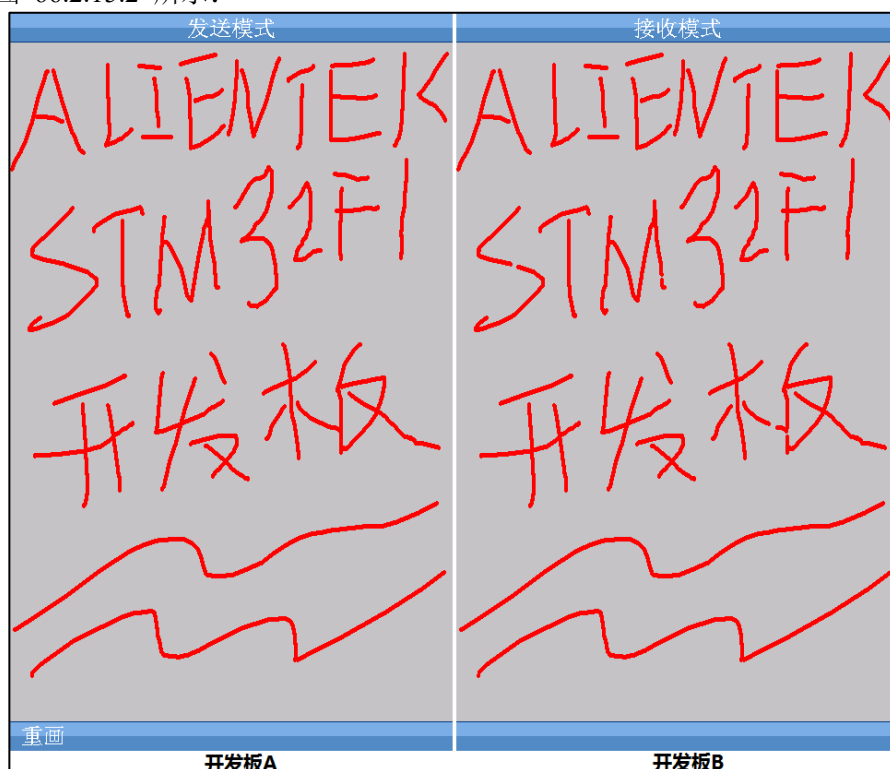 发送模式 接收模式
ALIENTEK ALIENTEK
STM32F1 STM32F1
开发板 开发板
重画
开发板A 开发板B